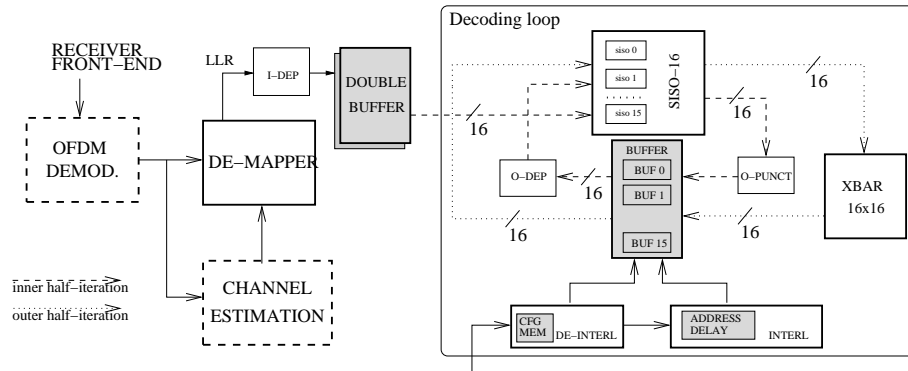 Decoding loop
RECEIVER
FRONT-END
LLR
I-DEP
DOUBLE
BUFFER
OFDM
DEMOD.
DE-MAPPER
CHANNEL
ESTIMATION
inner half-iteration
outer half-iteration
16
siso 0
siso 1
......
siso 15
SISO-16
16
16
BUFFER
BUF 0
BUF 1
BUF 15
O-DEP
16
O-PUNCT
XBAR
16x16
16
16
CFG
MEM
DE-INTERL
ADDRESS
DELAY
INTERL